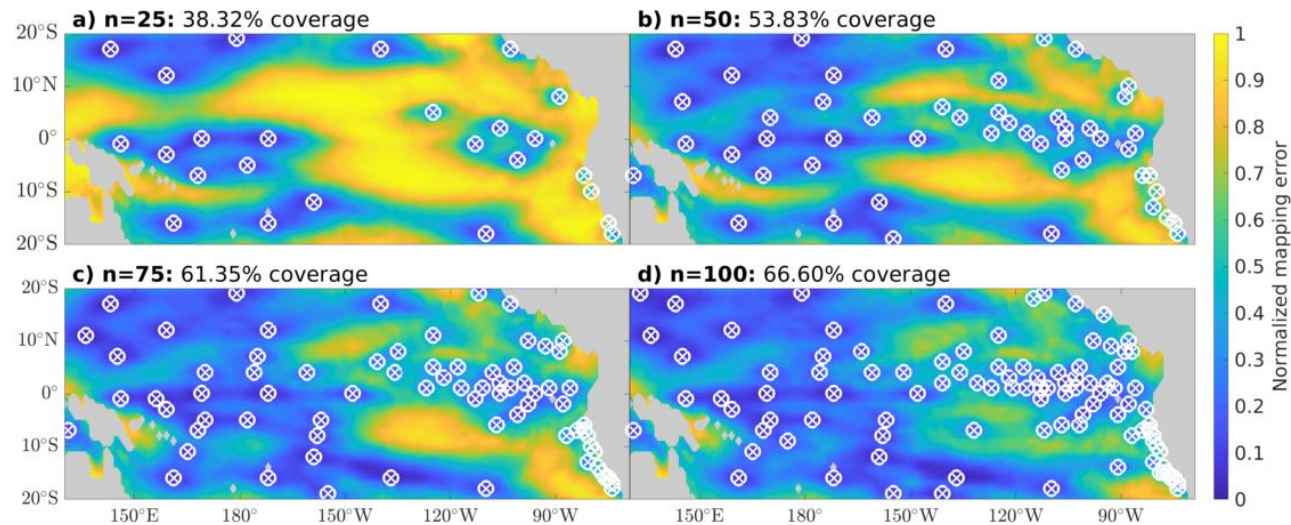 a) n=25: 38.32% coverage
b) n=50: 53.83% coverage
20°S
10°N
0°
10°S
20°S
c) n=75: 61.35% coverage
d) n=100: 66.60% coverage
20°S
10°N
0°
10°S
20°S
150°E 180° 150°W 120°W 90°W
150°E 180° 150°W 120°W 90°W
1
0.9
0.8
0.7
0.6
0.5
0.4
0.3
0.2
0.1
0
Normalized mapping error